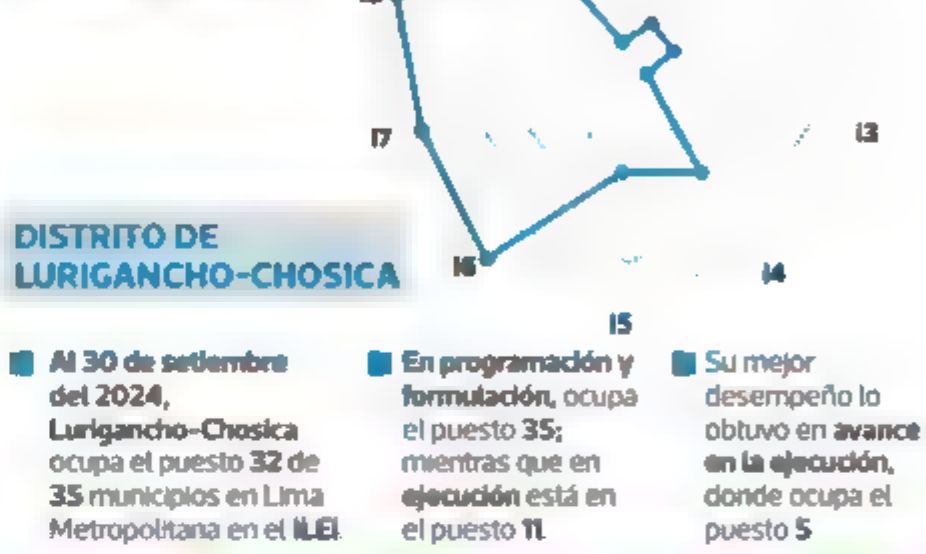 17
13
DISTRITO DE
LURIGANCHO-CHOSICA
16
14
15
Al 30 de setiembre
del 2024,
Lurigancho-Chosica
ocupa el puesto 32 de
35 municipios en Lima
Metropolitana en el ILEI.
En programación y
formulación, ocupa
el puesto 35;
mientras que en
ejecución está en
el puesto 11.
Su mejor
desempeño lo
obtuvo en avance
en la ejecución,
donde ocupa el
puesto 5